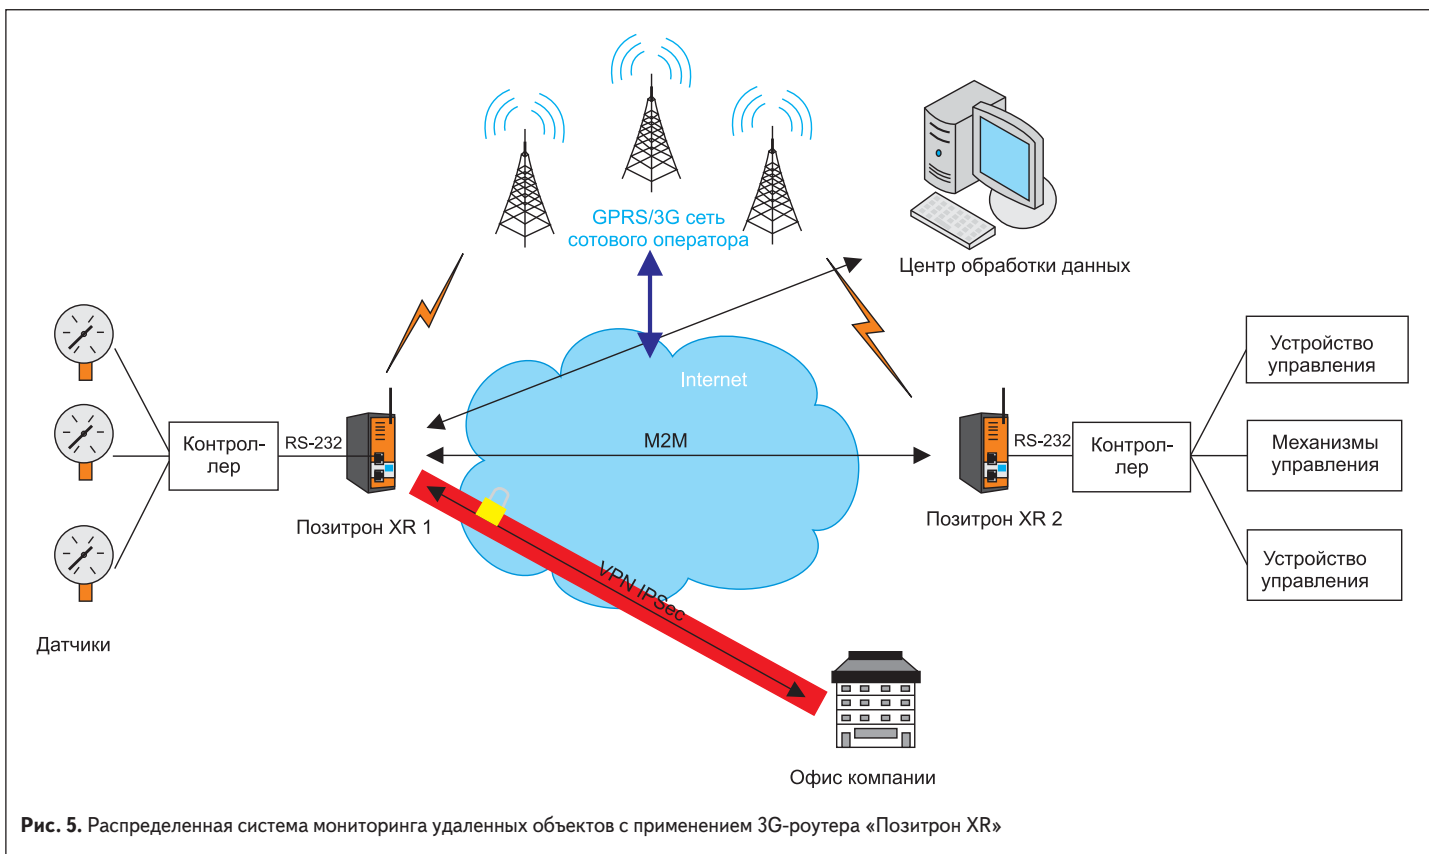 GPRS/3G сеть
сотового оператора
Центр обработки данных
Internet
Устройство
управления
Контрол-
лер
RS-232
M2M
RS-232
Контрол-
лер
Механизмы
управления
Позитрон XR 1
Позитрон XR 2
VPN IPSec
Устройство
управления
Датчики
Офис компании
Рис. 5. Распределенная система мониторинга удаленных объектов с применением 3G-роутера «Позитрон XR»